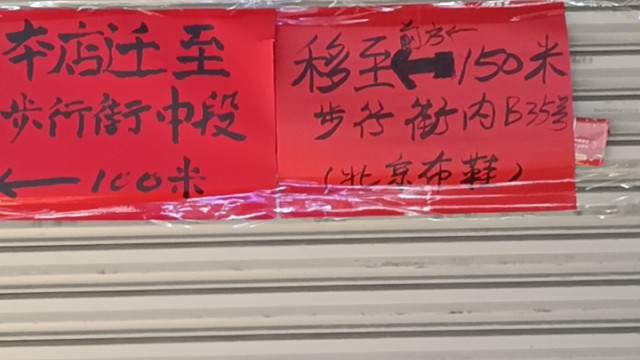 本店迁至
步行街中段
←100米
前方←
移至←150米
步行街内B35号
(北京布鞋)